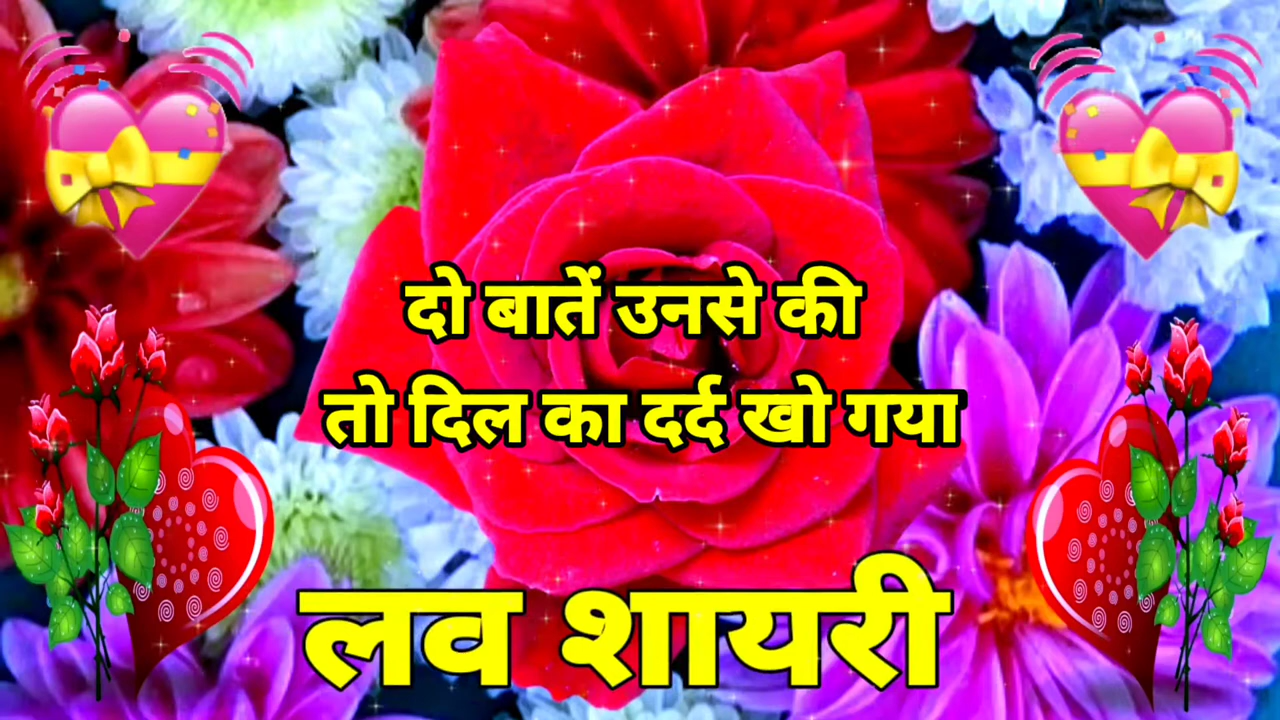 दो बातें उनसे की
तो दिल का दर्द खो गया
लव शायरी